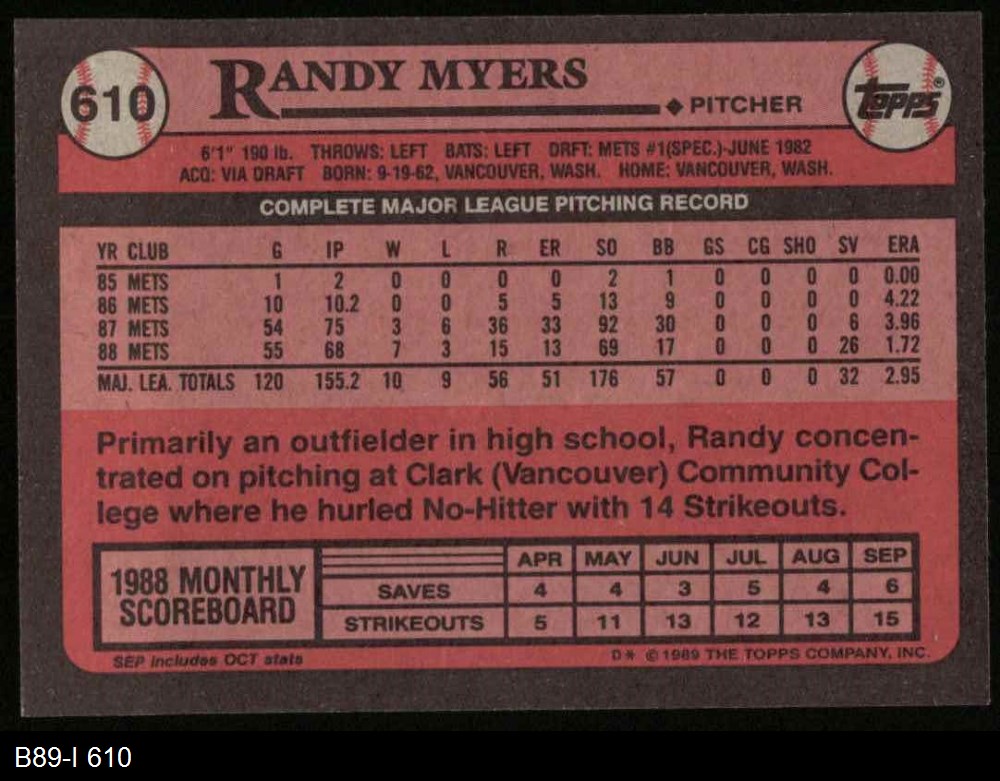 610
RANDY MYERS
◆ PITCHER
Topps®
6'1" 190 lb. THROWS: LEFT BATS: LEFT DRFT: METS #1(SPEC.)-JUNE 1982
ACQ: VIA DRAFT BORN: 9-19-62, VANCOUVER, WASH. HOME: VANCOUVER, WASH.
COMPLETE MAJOR LEAGUE PITCHING RECORD
YR CLUB G IP W L R ER SO BB GS CG SHO SV ERA
85 METS 1 2 0 0 0 0 2 1 0 0 0 0 0.00
86 METS 10 10.2 0 0 5 5 13 9 0 0 0 0 4.22
87 METS 54 75 3 6 36 33 92 30 0 0 0 6 3.96
88 METS 55 68 7 3 15 13 69 17 0 0 0 26 1.72
MAJ. LEA. TOTALS 120 155.2 10 9 56 51 176 57 0 0 0 32 2.95
Primarily an outfielder in high school, Randy concen-
trated on pitching at Clark (Vancouver) Community Col-
lege where he hurled No-Hitter with 14 Strikeouts.
1988 MONTHLY
SCOREBOARD
APR MAY JUN JUL AUG SEP
SAVES 4 4 3 5 4 6
STRIKEOUTS 5 11 13 12 13 15
SEP includes OCT stats
D* © 1989 THE TOPPS COMPANY, INC.
B89-I 610